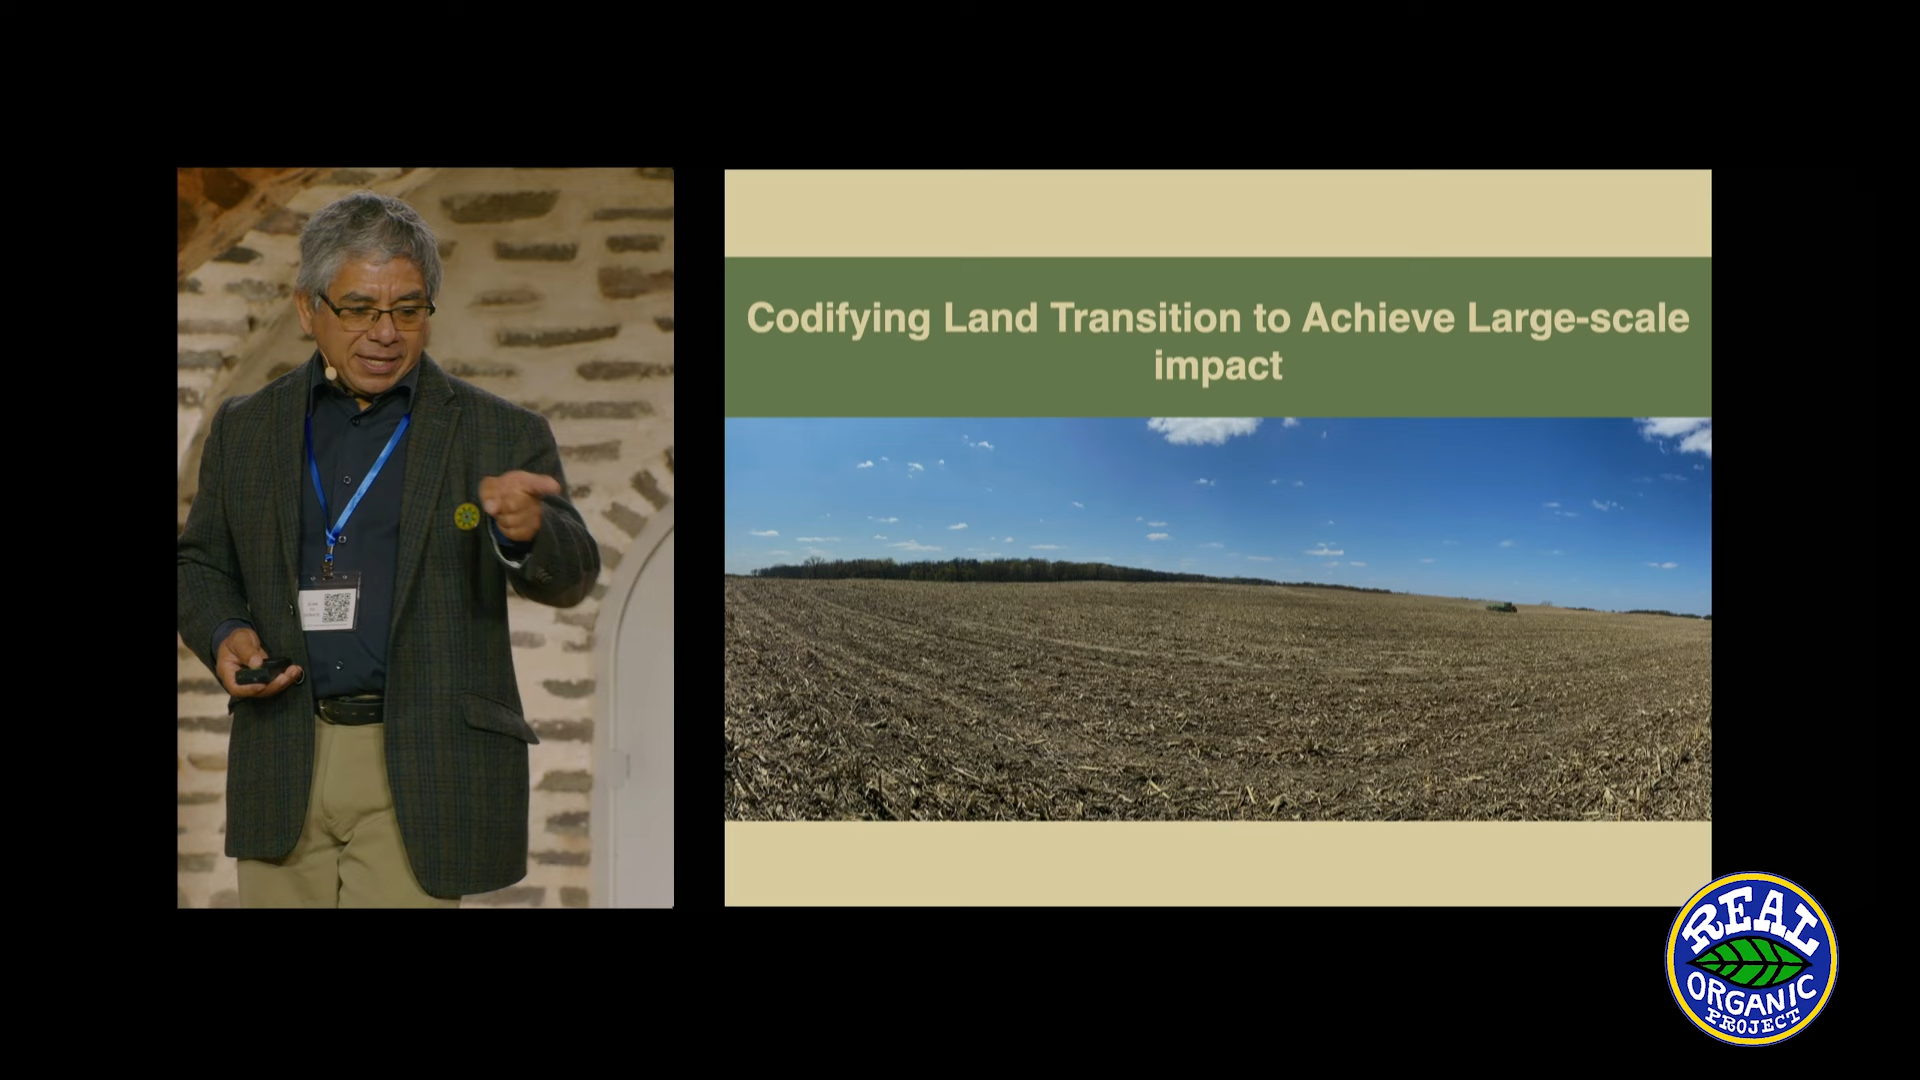 Codifying Land Transition to Achieve Large-scale
impact
REAL
ORGANIC
PROJECT